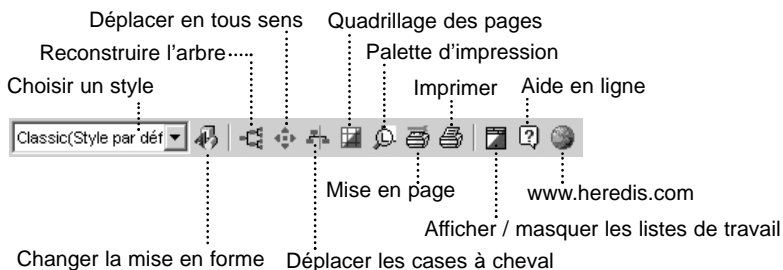 Déplacer en tous sens
Quadrillage des pages
Reconstruire l'arbre
Palette d'impression
Choisir un style
Imprimer
Aide en ligne
Classic(Style par déf
Mise en page
www.heredis.com
Afficher / masquer les listes de travail
Changer la mise en forme
Déplacer les cases à cheval